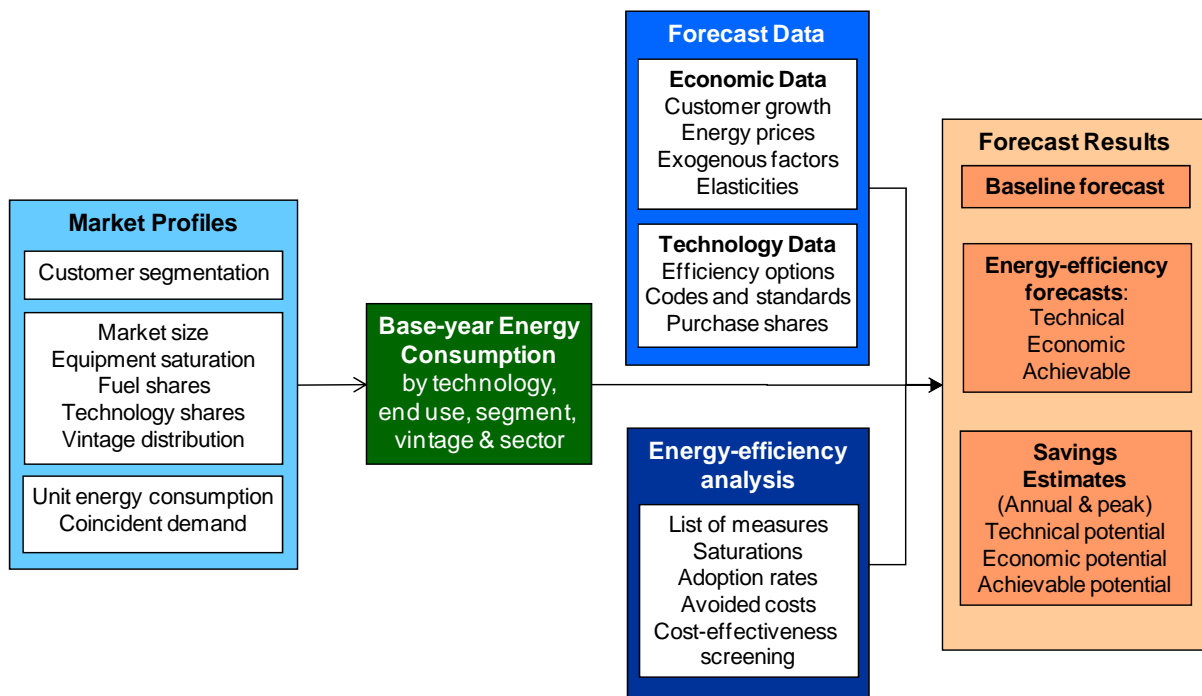 Market Profiles
Customer segmentation
Market size
Equipment saturation
Fuel shares
Technology shares
Vintage distribution
Unit energy consumption
Coincident demand
Base-year Energy
Consumption
by technology,
end use, segment,
vintage & sector
Forecast Data
Economic Data
Customer growth
Energy prices
Exogenous factors
Elasticities
Technology Data
Efficiency options
Codes and standards
Purchase shares
Energy-efficiency
analysis
List of measures
Saturations
Adoption rates
Avoided costs
Cost-effectiveness
screening
Forecast Results
Baseline forecast
Energy-efficiency
forecasts:
Technical
Economic
Achievable
Savings
Estimates
(Annual & peak)
Technical potential
Economic potential
Achievable potential